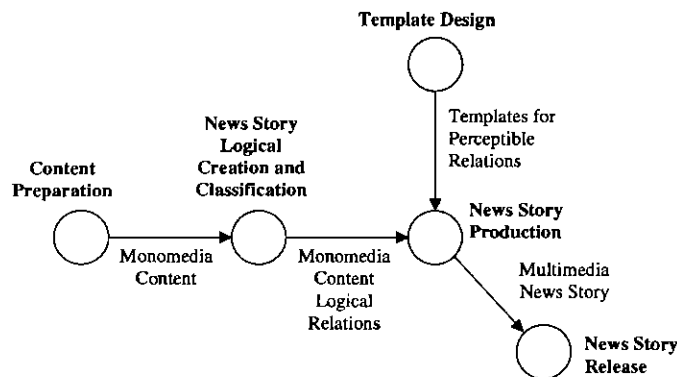 Template Design
Templates for
Perceptible
Relations
News Story
Logical
Creation and
Classification
Content
Preparation
Monomedia
Content
Monomedia
Content
Logical
Relations
News Story
Production
Multimedia
News Story
News Story
Release